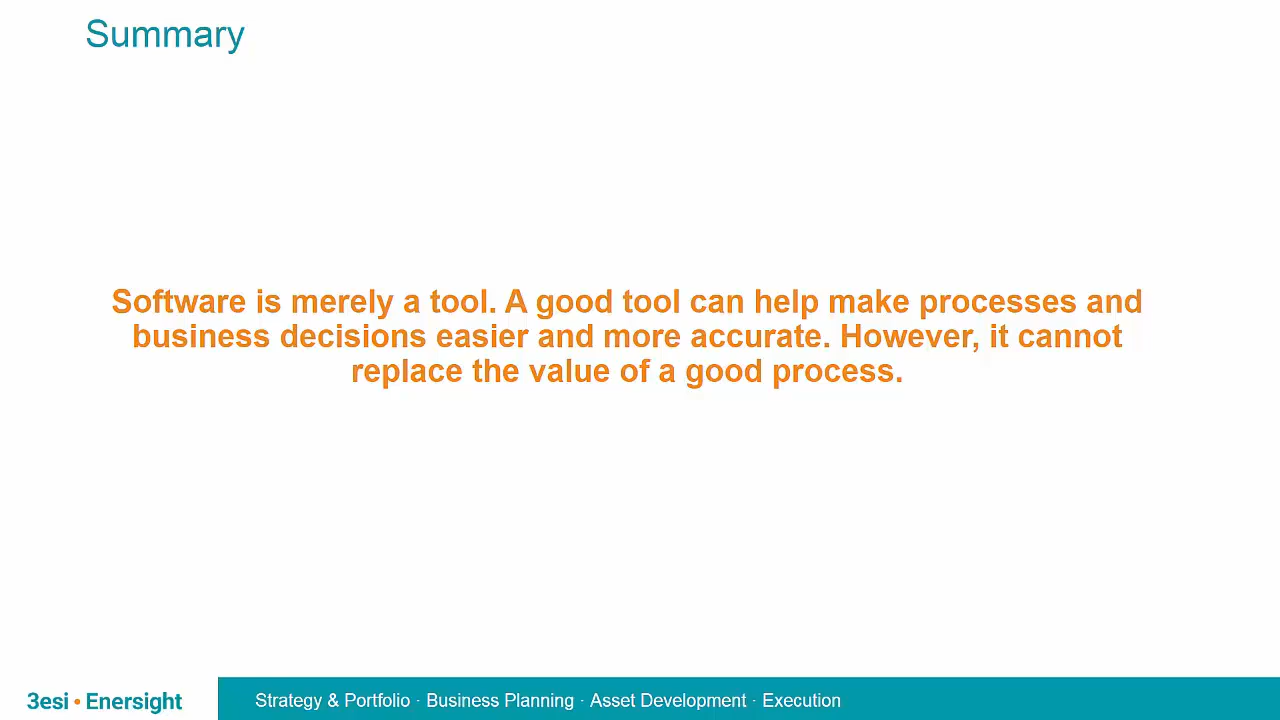 Summary
Software is merely a tool. A good tool can help make processes and
business decisions easier and more accurate. However, it cannot
replace the value of a good process.
3esi • Enersight
Strategy & Portfolio · Business Planning · Asset Development · Execution